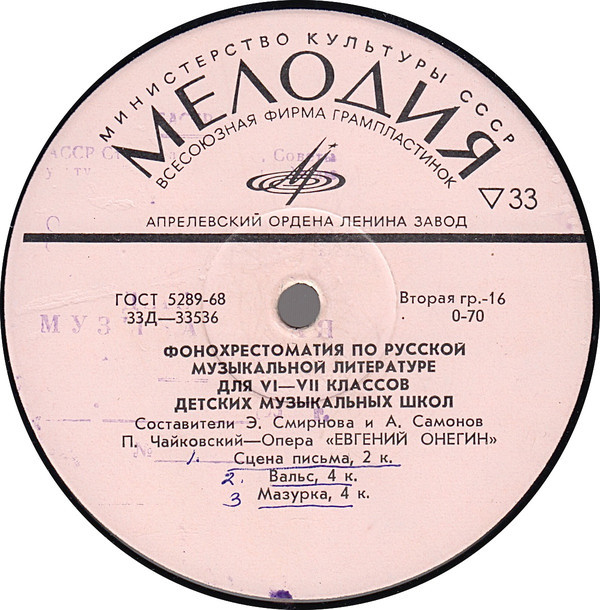 МИНИСТЕРСТВО КУЛЬТУРЫ СССР
МЕЛОДИЯ
ВСЕСОЮЗНАЯ ФИРМА ГРАМПЛАСТИНОК
33
АПРЕЛЕВСКИЙ ОРДЕНА ЛЕНИНА ЗАВОД
ГОСТ 5289-68
33Д—33536
Вторая гр.-16
0-70
ФОНОХРЕСТОМАТИЯ ПО РУССКОЙ
МУЗЫКАЛЬНОЙ ЛИТЕРАТУРЕ
ДЛЯ VI—VII КЛАССОВ
ДЕТСКИХ МУЗЫКАЛЬНЫХ ШКОЛ
Составители Э. Смирнова и А. Самонов
П. Чайковский—Опера «ЕВГЕНИЙ ОНЕГИН»
1. Сцена письма, 2 к.
2. Вальс, 4 к.
3 Мазурка, 4 к.
№